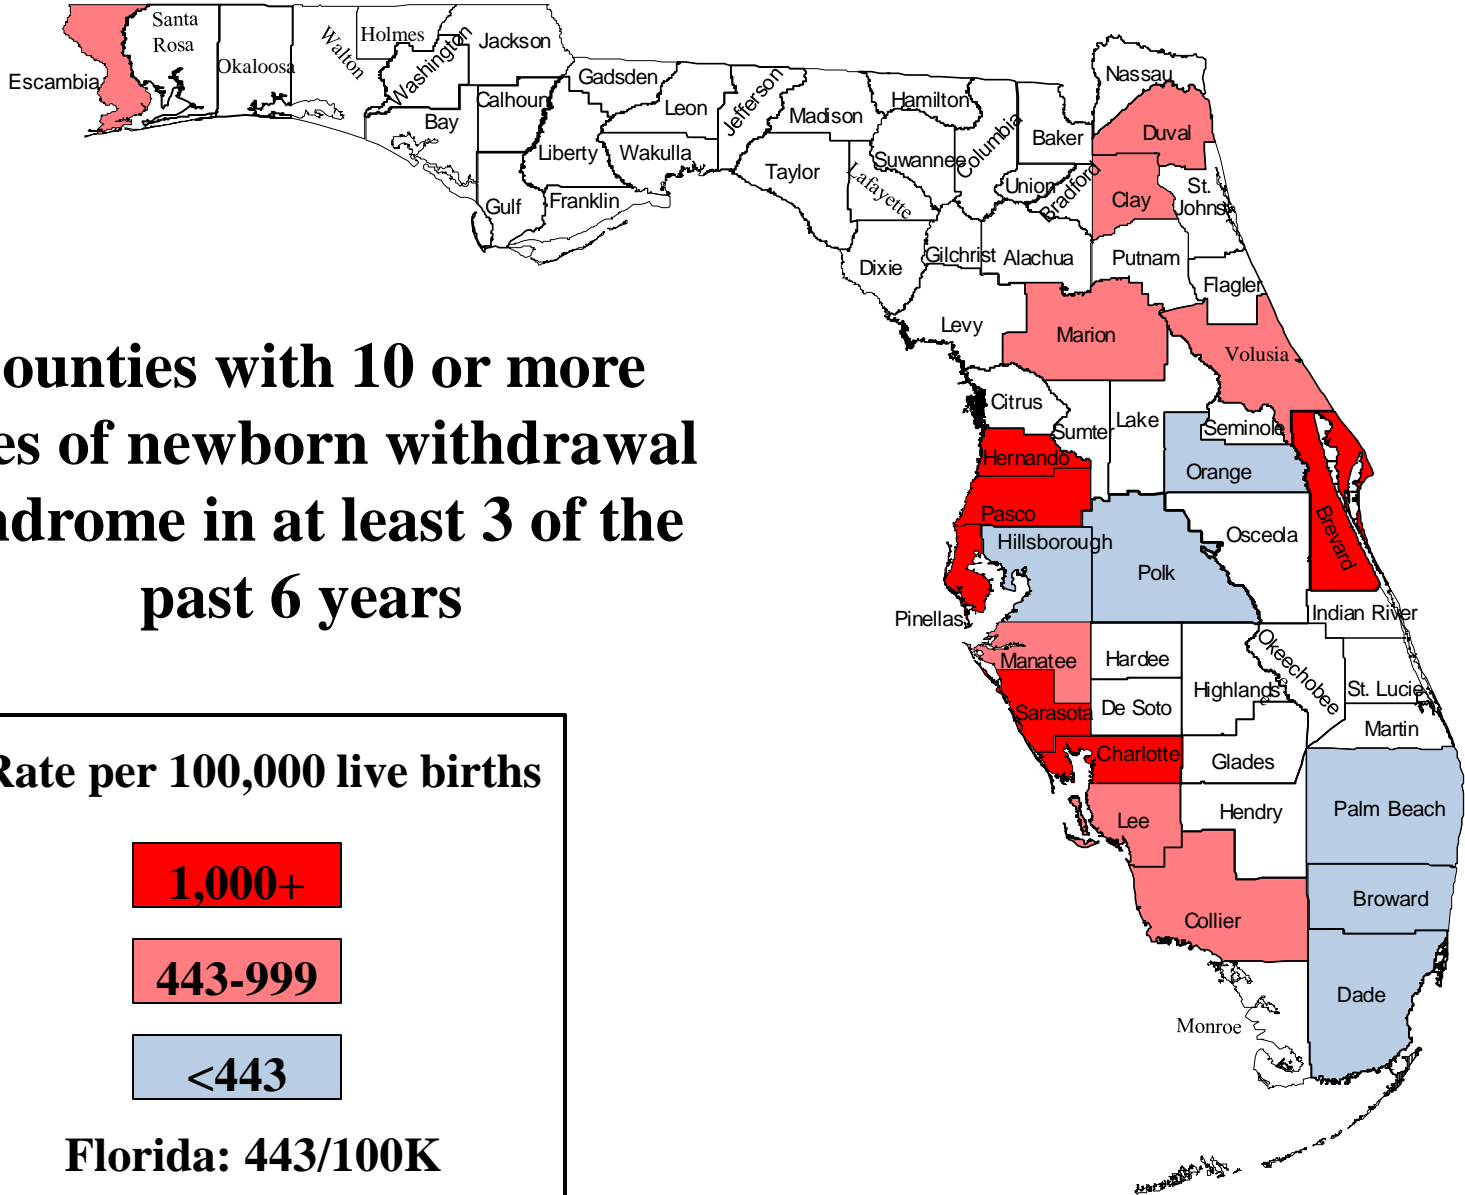 Santa
Rosa
Holmes
Walton
Washington
Jackson
Escambia
Okaloosa
Gadsden
Calhoun
Leon
Jefferson
Madison
Hamilton
Nassau
Bay
Liberty
Wakulla
Taylor
Lafayette
Suwannee
Columbia
Baker
Duval
Union
Bradford
Clay
St.
Johns
Gulf
Franklin
Dixie
Gilchrist
Alachua
Putnam
Flagler
Levy
Marion
Volusia
ounties with 10 or more
es of newborn withdrawal
ndrome in at least 3 of the
past 6 years
Citrus
Sumter
Lake
Seminole
Hernando
Orange
Pasco
Hillsborough
Polk
Osceola
Brevard
Pinellas
Indian River
Manatee
Hardee
Highlands
Okeechobee
St. Lucie
Sarasota
De Soto
Martin
Charlotte
Glades
Lee
Hendry
Palm Beach
Collier
Broward
Dade
Monroe
Rate per 100,000 live births
1,000+
443-999
<443
Florida: 443/100K